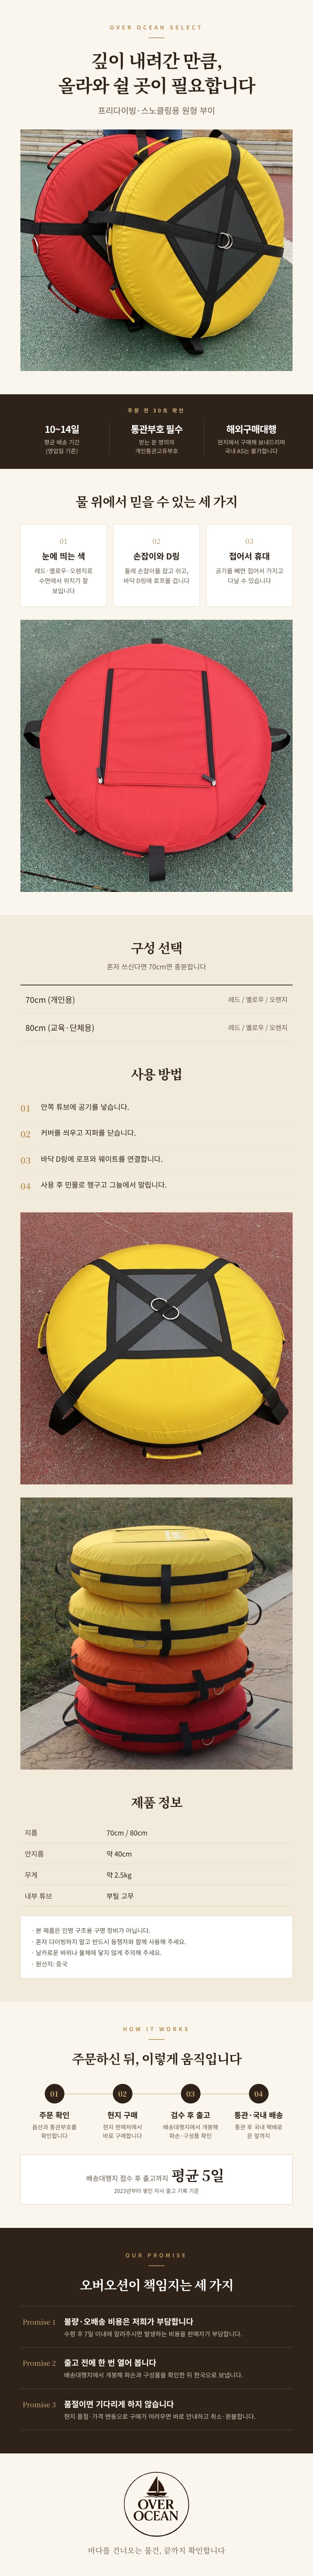 OVER OCEAN SELECT
깊이 내려간 만큼,
올라와 쉴 곳이 필요합니다
프리다이빙·스노클링용 원형 부이
주문 전 30초 확인
10~14일
평균 배송 기간
(영업일 기준)
통관부호 필수
받는 분 명의의
개인통관고유부호
해외구매대행
현지에서 구매해 보내드리며
국내 AS는 불가합니다
물 위에서 믿을 수 있는 세 가지
01
눈에 띄는 색
레드·옐로우·오렌지로
수면에서 위치가 잘
보입니다
02
손잡이와 D링
둘레 손잡이를 잡고 쉬고,
바닥 D링에 로프를 겁니다
03
접어서 휴대
공기를 빼면 접어서 가지고
다닐 수 있습니다
구성 선택
혼자 쓰신다면 70cm면 충분합니다
70cm (개인용)
레드 / 옐로우 / 오렌지
80cm (교육·단체용)
레드 / 옐로우 / 오렌지
사용 방법
01 안쪽 튜브에 공기를 넣습니다.
02 커버를 씌우고 지퍼를 닫습니다.
03 바닥 D링에 로프와 웨이트를 연결합니다.
04 사용 후 민물로 헹구고 그늘에서 말립니다.
제품 정보
지름 70cm / 80cm
안지름 약 40cm
무게 약 2.5kg
내부 튜브 부틸 고무
· 본 제품은 인명 구조용 구명 장비가 아닙니다.
· 혼자 다이빙하지 말고 반드시 동행자와 함께 사용해 주세요.
· 날카로운 바위나 물체에 닿지 않게 주의해 주세요.
· 원산지: 중국
HOW IT WORKS
주문하신 뒤, 이렇게 움직입니다
01
주문 확인
옵션과 통관부호를
확인합니다
02
현지 구매
현지 판매처에서
바로 구매합니다
03
검수 후 출고
배송대행지에서 개봉해
파손·구성품 확인
04
통관·국내 배송
통관 후 국내 택배로
문 앞까지
배송대행지 접수 후 출고까지 평균 5일
2023년부터 쌓인 자사 출고 기록 기준
OUR PROMISE
오버오션이 책임지는 세 가지
Promise 1
불량·오배송 비용은 저희가 부담합니다
수령 후 7일 이내에 알려주시면 발생하는 비용을 판매자가 부담합니다.
Promise 2
출고 전에 한 번 열어 봅니다
배송대행지에서 개봉해 파손과 구성품을 확인한 뒤 한국으로 보냅니다.
Promise 3
품절이면 기다리게 하지 않습니다
현지 품절·가격 변동으로 구매가 어려우면 바로 안내하고 취소·환불합니다.
OVER
OCEAN
바다를 건너오는 물건, 끝까지 확인합니다